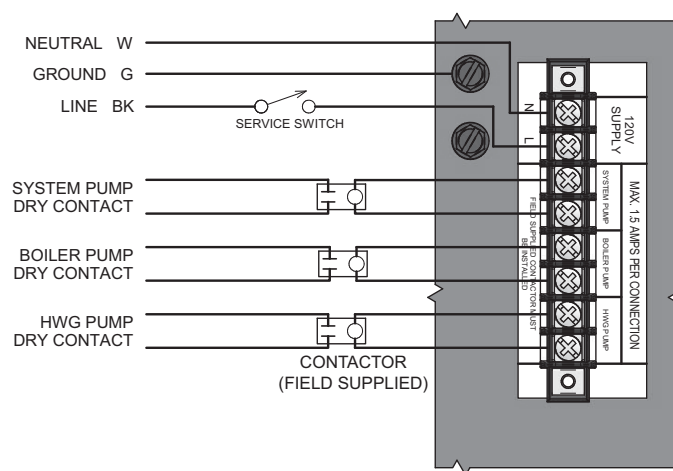 NEUTRAL W
GROUND G
LINE BK
SERVICE SWITCH
SYSTEM PUMP
DRY CONTACT
BOILER PUMP
DRY CONTACT
HWG PUMP
DRY CONTACT
CONTACTOR
(FIELD SUPPLIED)
N
L
120V
SUPPLY
SYSTEM PUMP
BOILER PUMP
HWG PUMP
MAX. 1.5 AMPS PER CONNECTION
FIELD SUPPLIED CONTACTOR MUST
BE INSTALLED